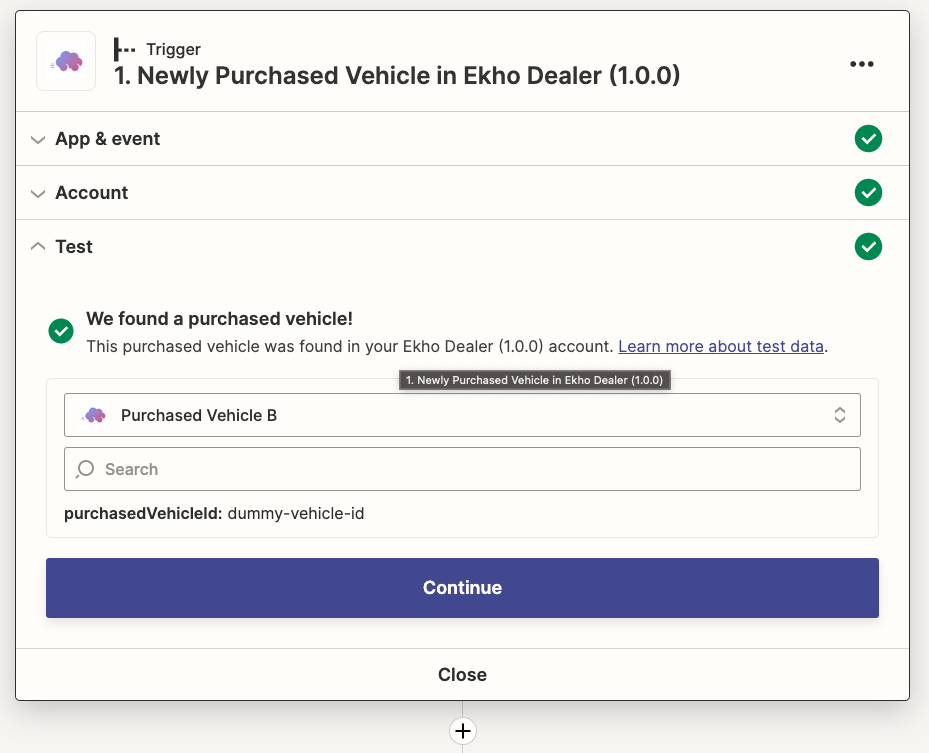 Trigger
1. Newly Purchased Vehicle in Ekho Dealer (1.0.0)
App & event
Account
Test
We found a purchased vehicle!
This purchased vehicle was found in your Ekho Dealer (1.0.0) account. Learn more about test data.
1. Newly Purchased Vehicle in Ekho Dealer (1.0.0)
Purchased Vehicle B
Search
purchasedVehicleId: dummy-vehicle-id
Continue
Close